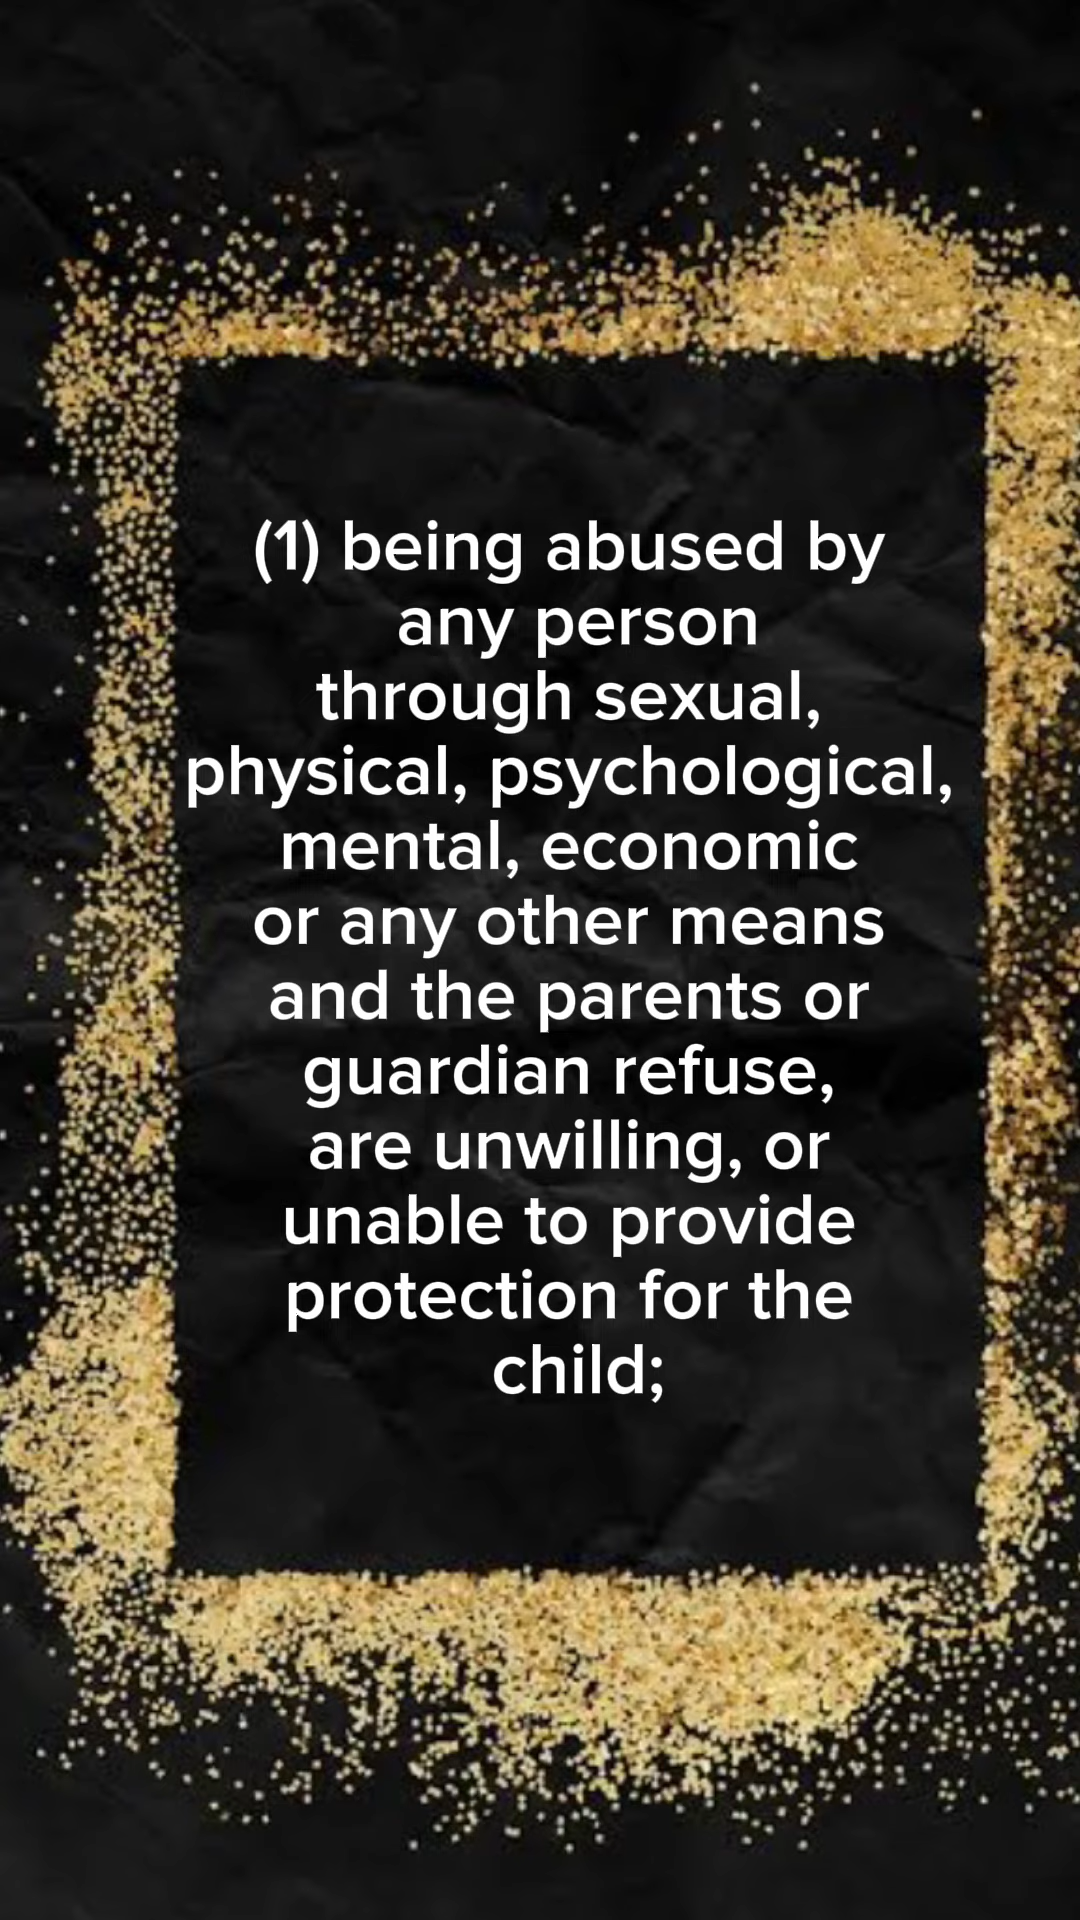 (1) being abused by
any person
through sexual,
physical, psychological,
mental, economic
or any other means
and the parents or
guardian refuse,
are unwilling, or
unable to provide
protection for the
child;